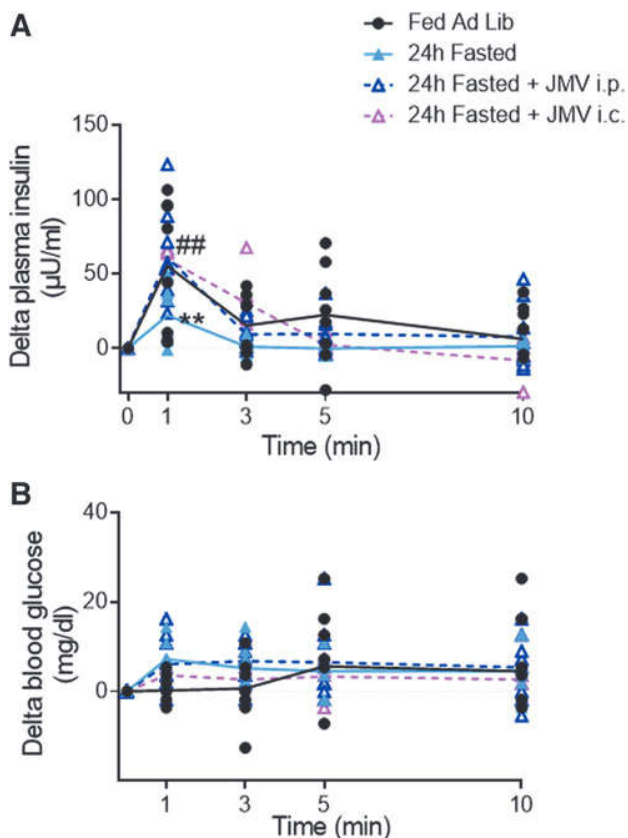 A
Fed Ad Lib
24h Fasted
24h Fasted + JMV i.p.
24h Fasted + JMV i.c.
Delta plasma insulin
(µU/ml)
150
100
50
0
##
**
0 1 3 5 10
Time (min)
B
Delta blood glucose
(mg/dl)
40
20
0
1 3 5 10
Time (min)